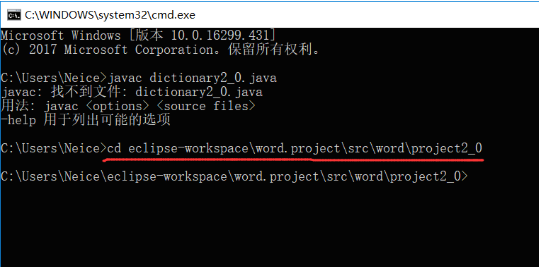 C:\WINDOWS\system32\cmd.exe
Microsoft Windows [版本 10.0.16299.431]
(c) 2017 Microsoft Corporation。保留所有权利。
C:\Users\Neice>javac dictionary2_0.java
javac: 找不到文件: dictionary2_0.java
用法: javac <options> <source files>
-help 用于列出可能的选项
C:\Users\Neice>cd eclipse-workspace\word.project\src\word\project2_0
C:\Users\Neice\eclipse-workspace\word.project\src\word\project2_0>